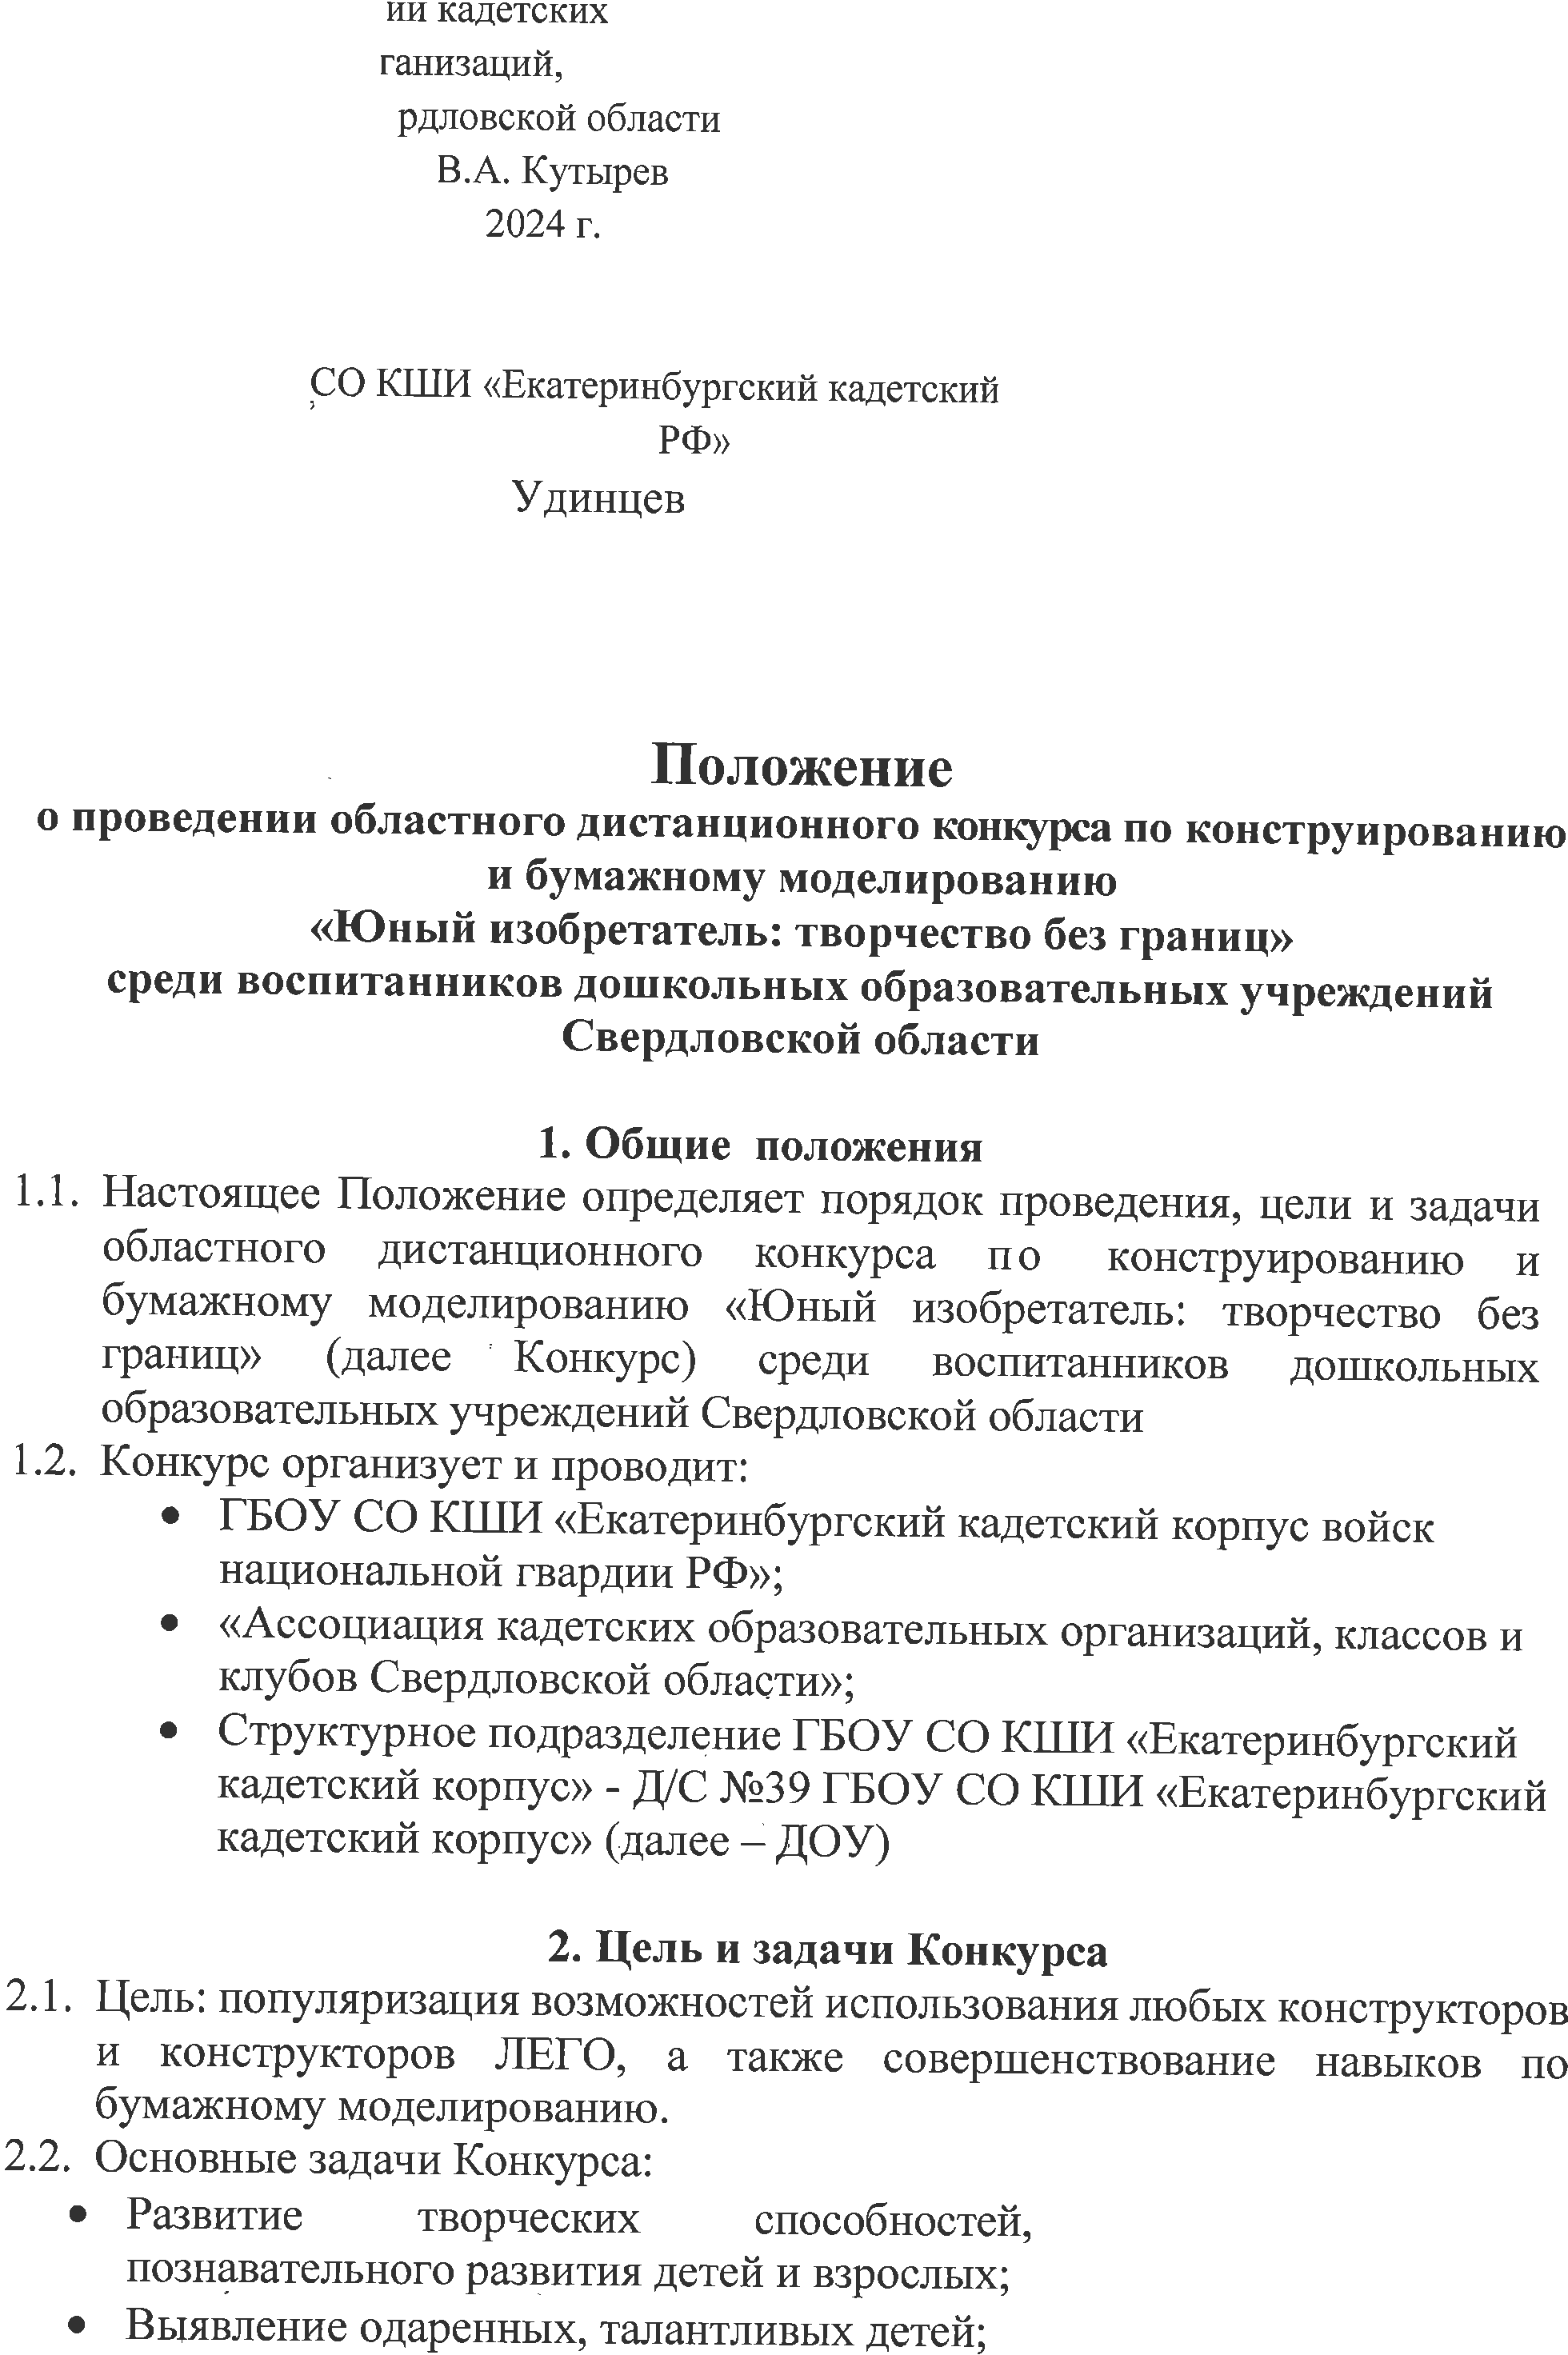 ии кадетских
ганизаций,
рдловской области
В.А. Кутырев
2024 г.
СО КШИ «Екатеринбургский кадетский
РФ»
Удинцев
Положение
о проведении областного дистанционного конкурса по конструированию
и бумажному моделированию
«Юный изобретатель: творчество без границ»
среди воспитанников дошкольных образовательных учреждений
Свердловской области
1. Общие положения
1.1. Настоящее Положение определяет порядок проведения, цели и задачи
областного дистанционного конкурса по конструированию и
бумажному моделированию «Юный изобретатель: творчество без
границ» (далее Конкурс) среди воспитанников дошкольных
образовательных учреждений Свердловской области
1.2. Конкурс организует и проводит:
• ГБОУ СО КШИ «Екатеринбургский кадетский корпус войск
национальной гвардии РФ»;
• «Ассоциация кадетских образовательных организаций, классов и
клубов Свердловской области»;
• Структурное подразделение ГБОУ СО КШИ «Екатеринбургский
кадетский корпус» - Д/С №39 ГБОУ СО КШИ «Екатеринбургский
кадетский корпус» (далее – ДОУ)
2. Цель и задачи Конкурса
2.1. Цель: популяризация возможностей использования любых конструкторов
и конструкторов ЛЕГО, а также совершенствование навыков по
бумажному моделированию.
2.2. Основные задачи Конкурса:
• Развитие творческих способностей,
познавательного развития детей и взрослых;
• Выявление одаренных, талантливых детей;